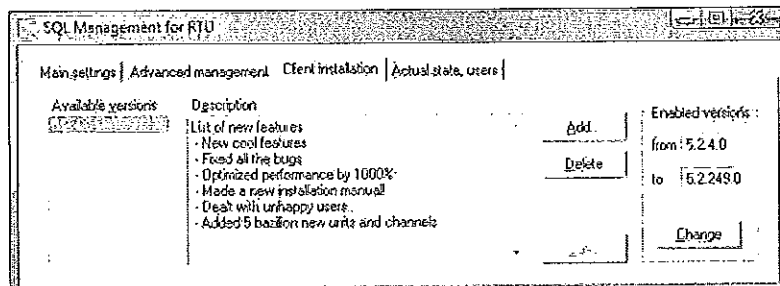 SQL Management for RTU
Main settings Advanced management Client installation Actual state, users
Available versions
Description
List of new features
- New cool features
- Fixed all the bugs
- Optimized performance by 1000%
- Made a new installation manual!
- Dealt with unhappy users..
- Added 5 bazillion new units and channels
Add..
Delete
Enabled versions :
from 5.2.4.0
to 5.2.249.0
Change